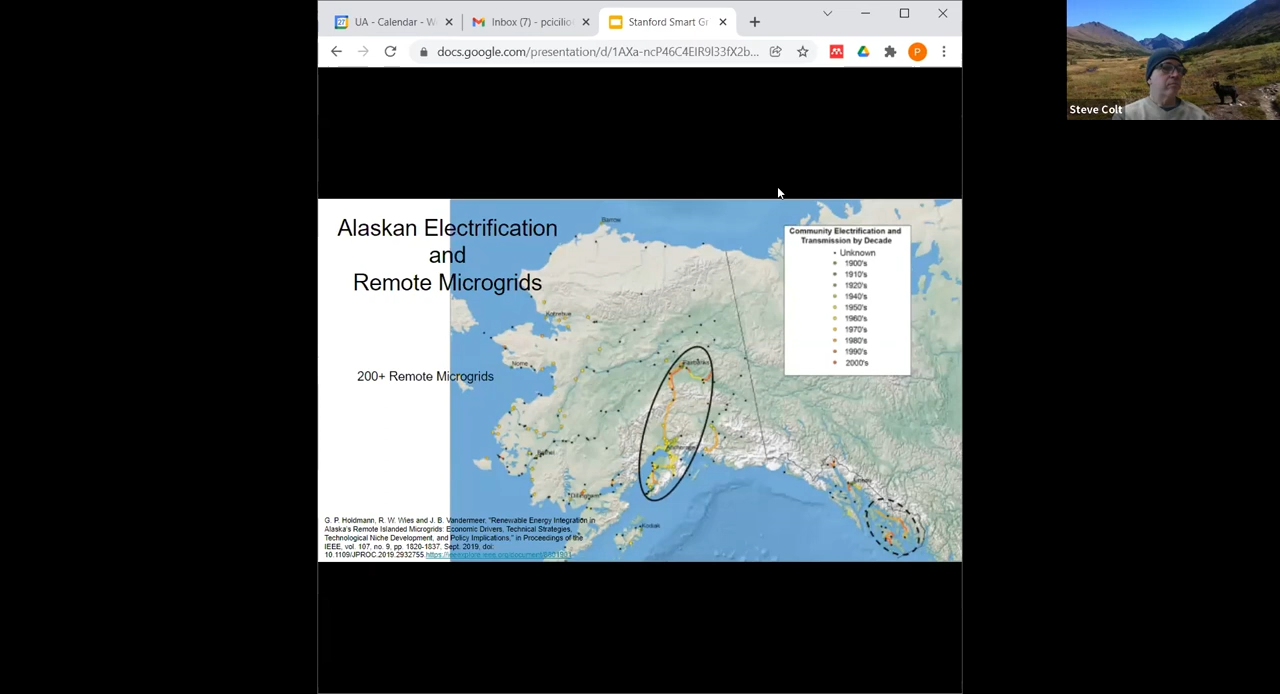 UA - Calendar - W
Inbox (7) - pcicilio
Stanford Smart Gr
docs.google.com/presentation/d/1AXa-ncP46C4EIR9I33fX2b...
P
Steve Colt
Alaskan Electrification
and
Remote Microgrids
200+ Remote Microgrids
Barrow
Kotzebue
Nome
Fairbanks
Anchorage
Bethel
Dillingham
Kodiak
Community Electrification and
Transmission by Decade
Unknown
1900's
1910's
1920's
1940's
1950's
1960's
1970's
1980's
1990's
2000's
G. P. Holdmann, R. W. Wies and J. B. Vandermeer, "Renewable Energy Integration in
Alaska's Remote Islanded Microgrids: Economic Drivers, Technical Strategies,
Technological Niche Development, and Policy Implications," in Proceedings of the
IEEE, vol. 107, no. 9, pp. 1820-1837, Sept. 2019, doi:
10.1109/JPROC.2019.2932755.